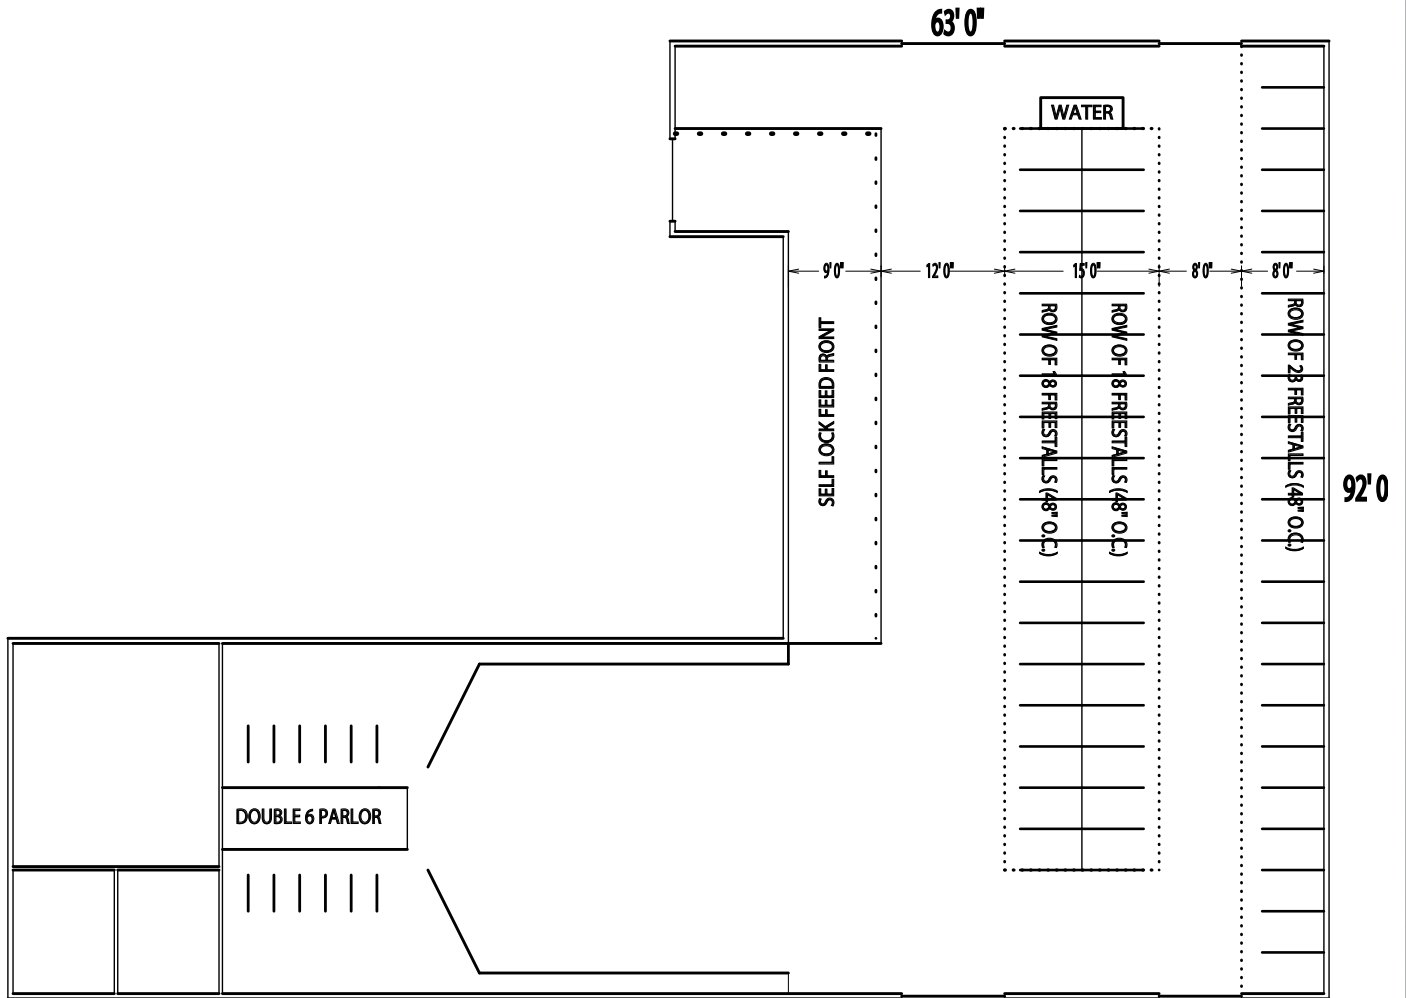 63' 0"
WATER
9' 0"
12' 0"
15' 0"
8' 0"
8' 0"
SELF LOCK FEED FRONT
ROW OF 18 FREESTALLS (48" O.C.)
ROW OF 18 FREESTALLS (48" O.C.)
ROW OF 23 FREESTALLS (48" O.C.)
92' 0
DOUBLE 6 PARLOR